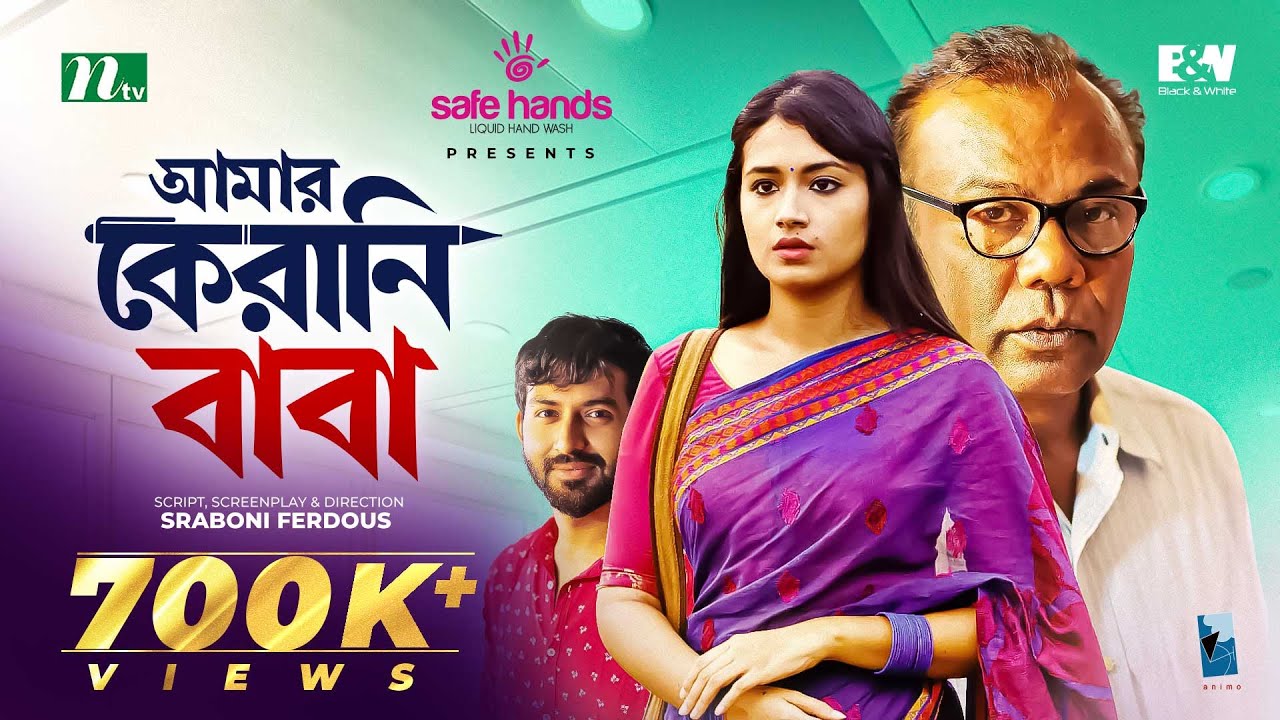 ntv
safe hands
LIQUID HAND WASH
PRESENTS
B&W
Black & White
আমার
কেরানি
বাবা
SCRIPT, SCREENPLAY & DIRECTION
SRABONI FERDOUS
700K+
VIEWS
animo